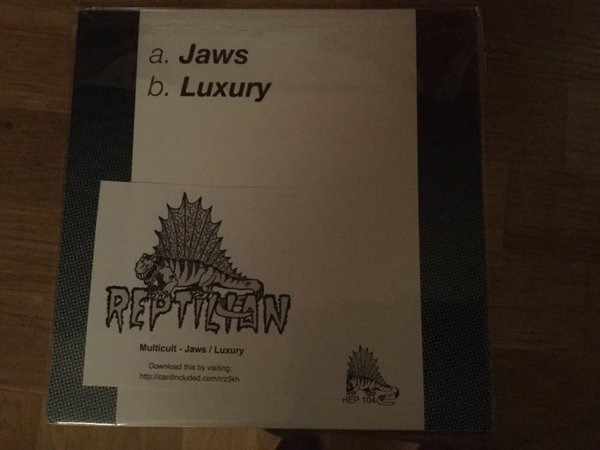 a. Jaws
b. Luxury
REPTILIAN
Multicult - Jaws / Luxury
Download this by visiting:
http://cardincluded.com/rrz5kh
rEP 104